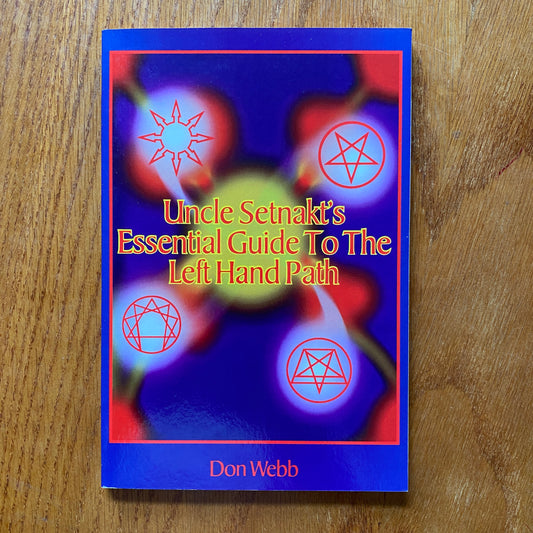 Uncle Setnakt's
Essential Guide To The
Left Hand Path
Don Webb